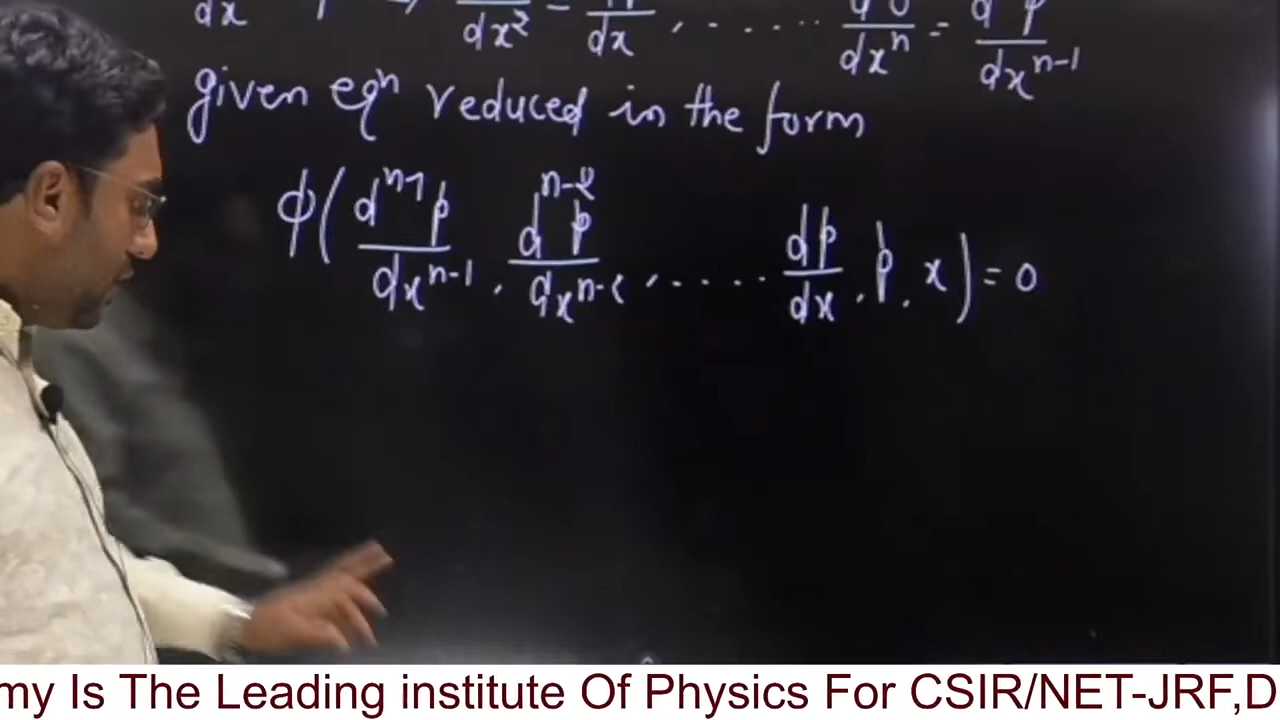 dx p ⇒ dx² = dx , ...... dxⁿ = dxⁿ⁻¹
given eqⁿ reduced in the form
ϕ( dⁿ⁻¹p/dxⁿ⁻¹ , dⁿ⁻²p/dxⁿ⁻² , ..... dp/dx , p , x ) = 0
my Is The Leading institute Of Physics For CSIR/NET-JRF,D